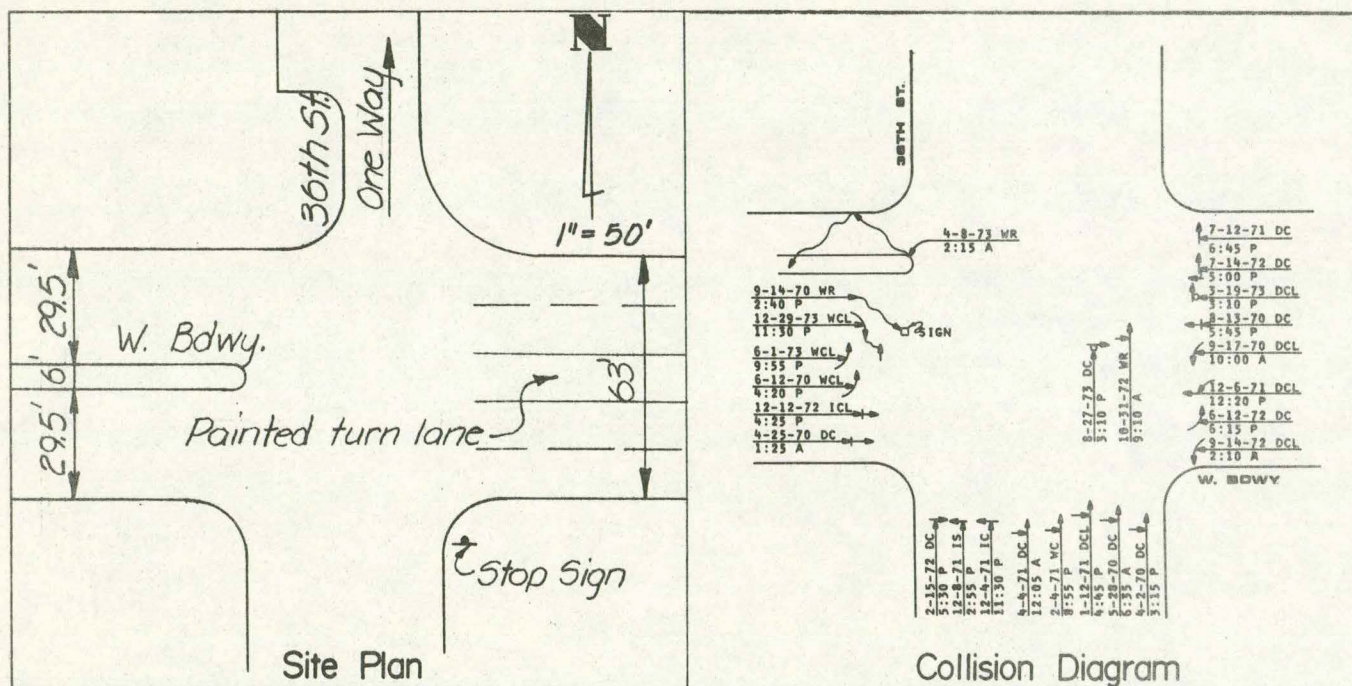 N
36th St.
One Way
1" = 50'
29.5'
6'
29.5'
W. Bdwy.
63'
Painted turn lane
Stop Sign
Site Plan
36TH ST.
4-8-73 WR
2:15 A
9-14-70 WR
2:40 P
SIGN
12-29-73 WCL
11:30 P
6-1-73 WCL
9:55 P
6-12-70 WCL
4:20 P
12-12-72 ICL
4:25 P
4-25-70 DC
1:25 A
8-27-73 DC
3:10 P
10-31-72 WR
9:10 A
7-12-71 DC
6:45 P
7-14-72 DC
5:00 P
3-19-73 DCL
3:10 P
8-13-70 DC
5:45 P
9-17-70 DCL
10:00 A
12-6-71 DCL
12:20 P
6-12-72 DC
6:15 P
9-14-72 DCL
2:10 A
W. BDWY
2-15-72 DC
5:30 P
12-8-71 IS
2:55 P
12-4-71 IC
11:30 P
4-4-71 DC
12:05 A
2-4-71 WC
8:55 P
1-12-71 DCL
4:45 P
5-28-70 DC
6:35 A
4-2-70 DC
3:15 P
Collision Diagram